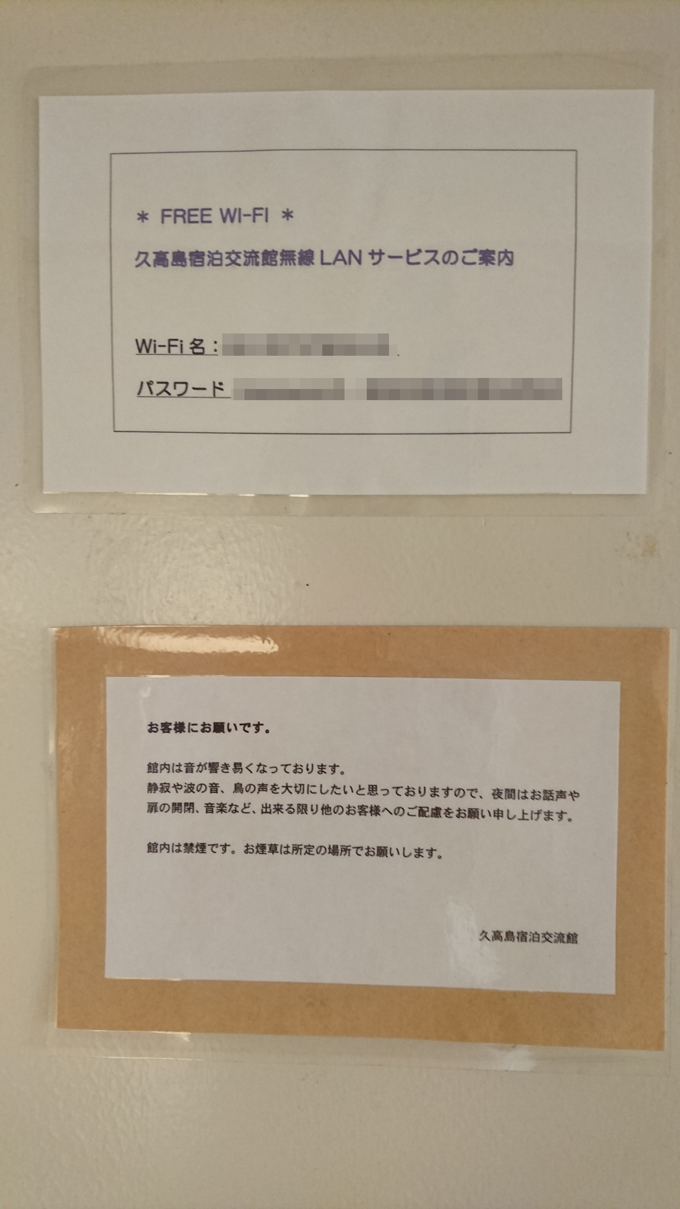 * FREE WI-FI *
久高島宿泊交流館無線LANサービスのご案内
Wi-Fi名：
パスワード
お客様にお願いです。
館内は音が響き易くなっております。
静寂や波の音、鳥の声を大切にしたいと思っておりますので、夜間はお話声や
扉の開閉、音楽など、出来る限り他のお客様へのご配慮をお願い申し上げます。
館内は禁煙です。お煙草は所定の場所でお願いします。
久高島宿泊交流館